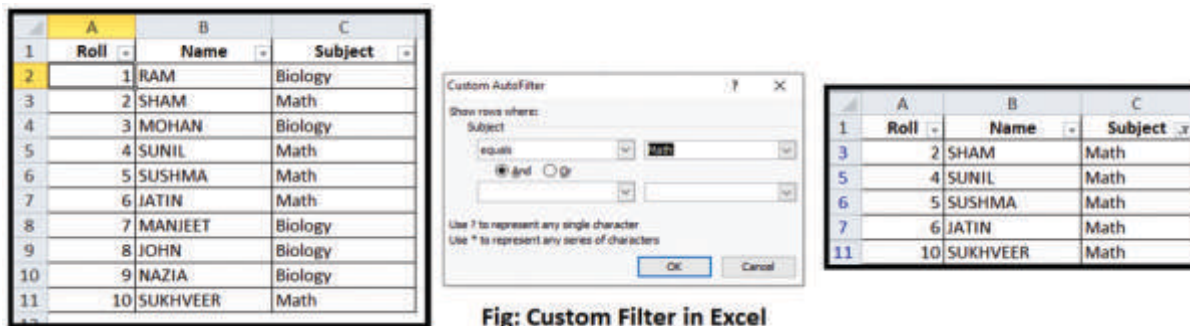 A B C
1 Roll Name Subject
2 1 RAM Biology
3 2 SHAM Math
4 3 MOHAN Biology
5 4 SUNIL Math
6 5 SUSHMA Math
7 6 JATIN Math
8 7 MANJEET Biology
9 8 JOHN Biology
10 9 NAZIA Biology
11 10 SUKHVEER Math
Custom AutoFilter ? ×
Show rows where:
Subject
equals Math
And Or
Use ? to represent any single character
Use * to represent any series of characters
OK Cancel
A B C
1 Roll Name Subject
3 2 SHAM Math
5 4 SUNIL Math
6 5 SUSHMA Math
7 6 JATIN Math
11 10 SUKHVEER Math
Fig: Custom Filter in Excel